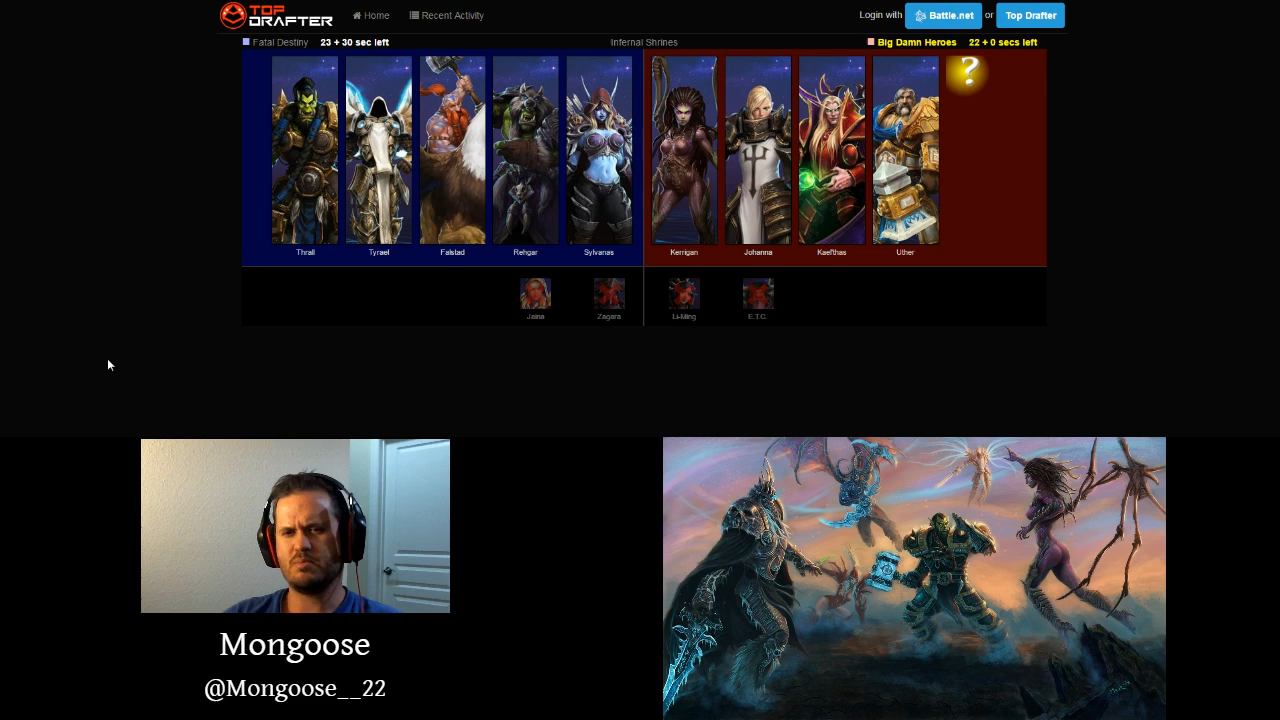 TOP DRAFTER
Home
Recent Activity
Login with Battle.net or Top Drafter
Fatal Destiny 23 + 30 sec left
Infernal Shrines
Big Damn Heroes 22 + 0 secs left
?
Thrall
Tyrael
Falstad
Rehgar
Sylvanas
Kerrigan
Johanna
Kael'thas
Uther
Jaina
Zagara
Li-Ming
E.T.C.
Mongoose
@Mongoose__22